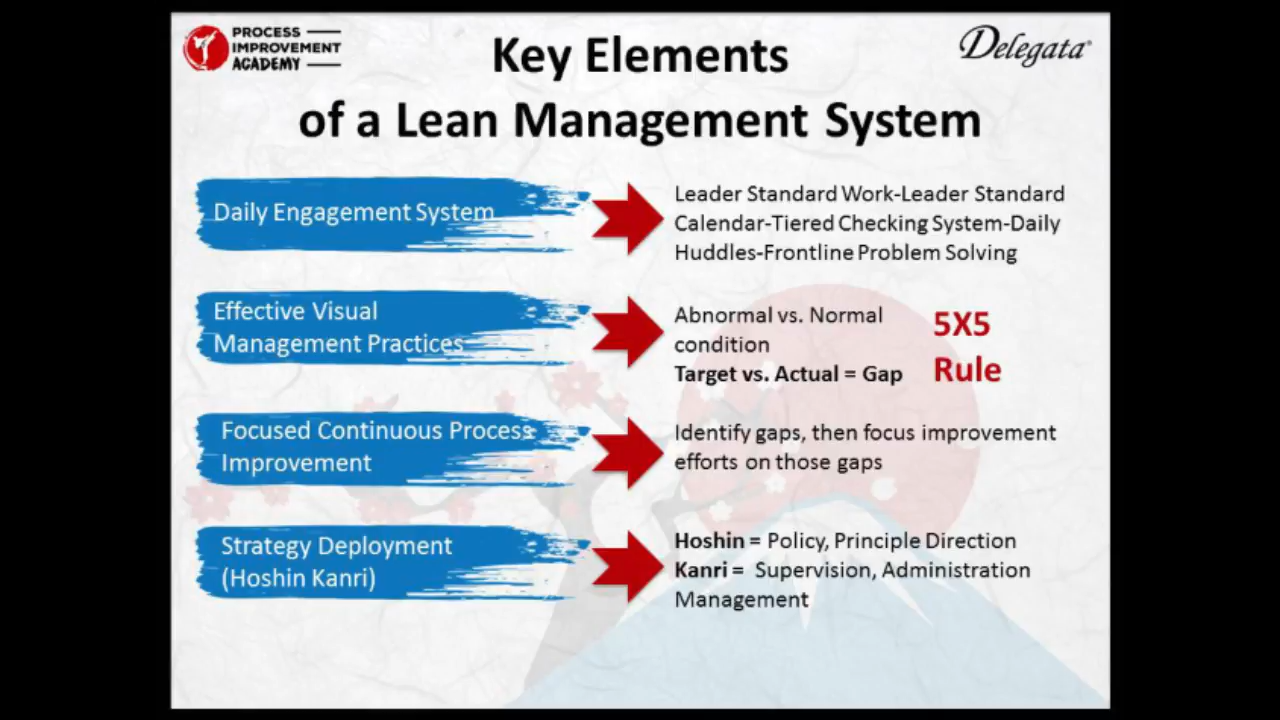 PROCESS
IMPROVEMENT
ACADEMY
Delegata®
Key Elements
of a Lean Management System
Daily Engagement System
Leader Standard Work-Leader Standard
Calendar-Tiered Checking System-Daily
Huddles-Frontline Problem Solving
Effective Visual
Management Practices
Abnormal vs. Normal
condition
Target vs. Actual = Gap
5X5
Rule
Focused Continuous Process
Improvement
Identify gaps, then focus improvement
efforts on those gaps
Strategy Deployment
(Hoshin Kanri)
Hoshin = Policy, Principle Direction
Kanri = Supervision, Administration
Management